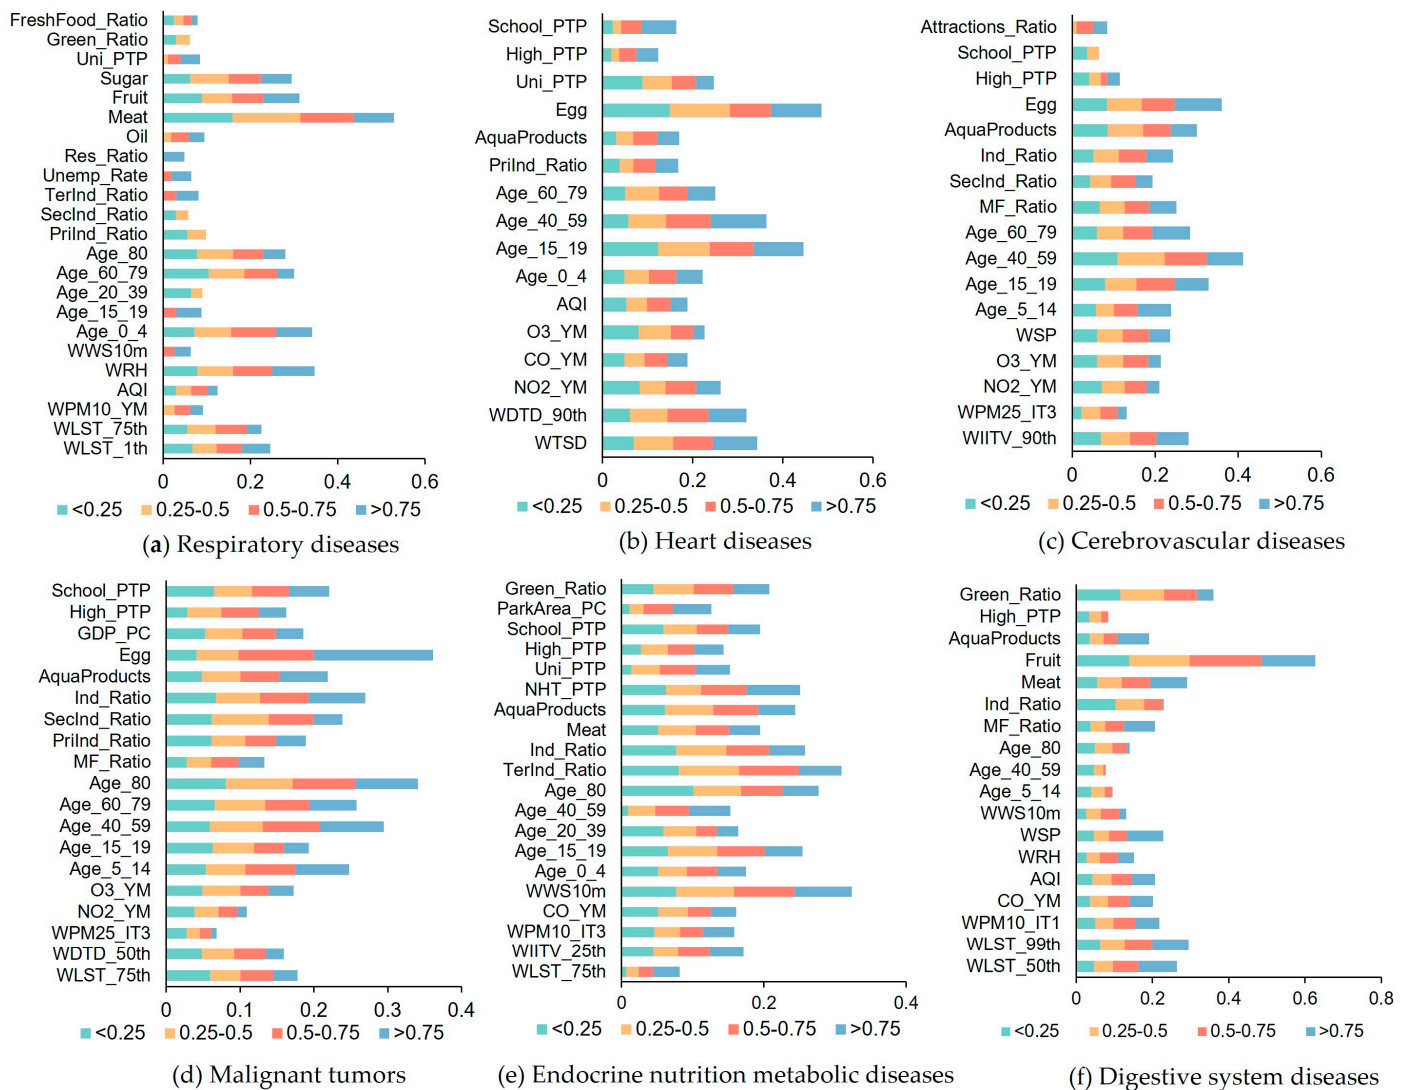 FreshFood_Ratio
Green_Ratio
Uni_PTP
Sugar
Fruit
Meat
Oil
Res_Ratio
Unemp_Rate
TerInd_Ratio
SecInd_Ratio
PriInd_Ratio
Age_80
Age_60_79
Age_20_39
Age_15_19
Age_0_4
WWS10m
WRH
AQI
WPM10_YM
WLST_75th
WLST_1th
0 0.2 0.4 0.6
<0.25 0.25-0.5 0.5-0.75 >0.75
(a) Respiratory diseases
School_PTP
High_PTP
Uni_PTP
Egg
AquaProducts
PriInd_Ratio
Age_60_79
Age_40_59
Age_15_19
Age_0_4
AQI
O3_YM
CO_YM
NO2_YM
WDTD_90th
WTSD
0 0.2 0.4 0.6
<0.25 0.25-0.5 0.5-0.75 >0.75
(b) Heart diseases
Attractions_Ratio
School_PTP
High_PTP
Egg
AquaProducts
Ind_Ratio
SecInd_Ratio
MF_Ratio
Age_60_79
Age_40_59
Age_15_19
Age_5_14
WSP
O3_YM
NO2_YM
WPM25_IT3
WIITV_90th
0 0.2 0.4 0.6
<0.25 0.25-0.5 0.5-0.75 >0.75
(c) Cerebrovascular diseases
School_PTP
High_PTP
GDP_PC
Egg
AquaProducts
Ind_Ratio
SecInd_Ratio
PriInd_Ratio
MF_Ratio
Age_80
Age_60_79
Age_40_59
Age_15_19
Age_5_14
O3_YM
NO2_YM
WPM25_IT3
WDTD_50th
WLST_75th
0 0.1 0.2 0.3 0.4
<0.25 0.25-0.5 0.5-0.75 >0.75
(d) Malignant tumors
Green_Ratio
ParkArea_PC
School_PTP
High_PTP
Uni_PTP
NHT_PTP
AquaProducts
Meat
Ind_Ratio
TerInd_Ratio
Age_80
Age_40_59
Age_20_39
Age_15_19
Age_0_4
WWS10m
CO_YM
WPM10_IT3
WIITV_25th
WLST_75th
0 0.2 0.4
<0.25 0.25-0.5 0.5-0.75 >0.75
(e) Endocrine nutrition metabolic diseases
Green_Ratio
High_PTP
AquaProducts
Fruit
Meat
Ind_Ratio
MF_Ratio
Age_80
Age_40_59
Age_5_14
WWS10m
WSP
WRH
AQI
CO_YM
WPM10_IT1
WLST_99th
WLST_50th
0 0.2 0.4 0.6 0.8
<0.25 0.25-0.5 0.5-0.75 >0.75
(f) Digestive system diseases